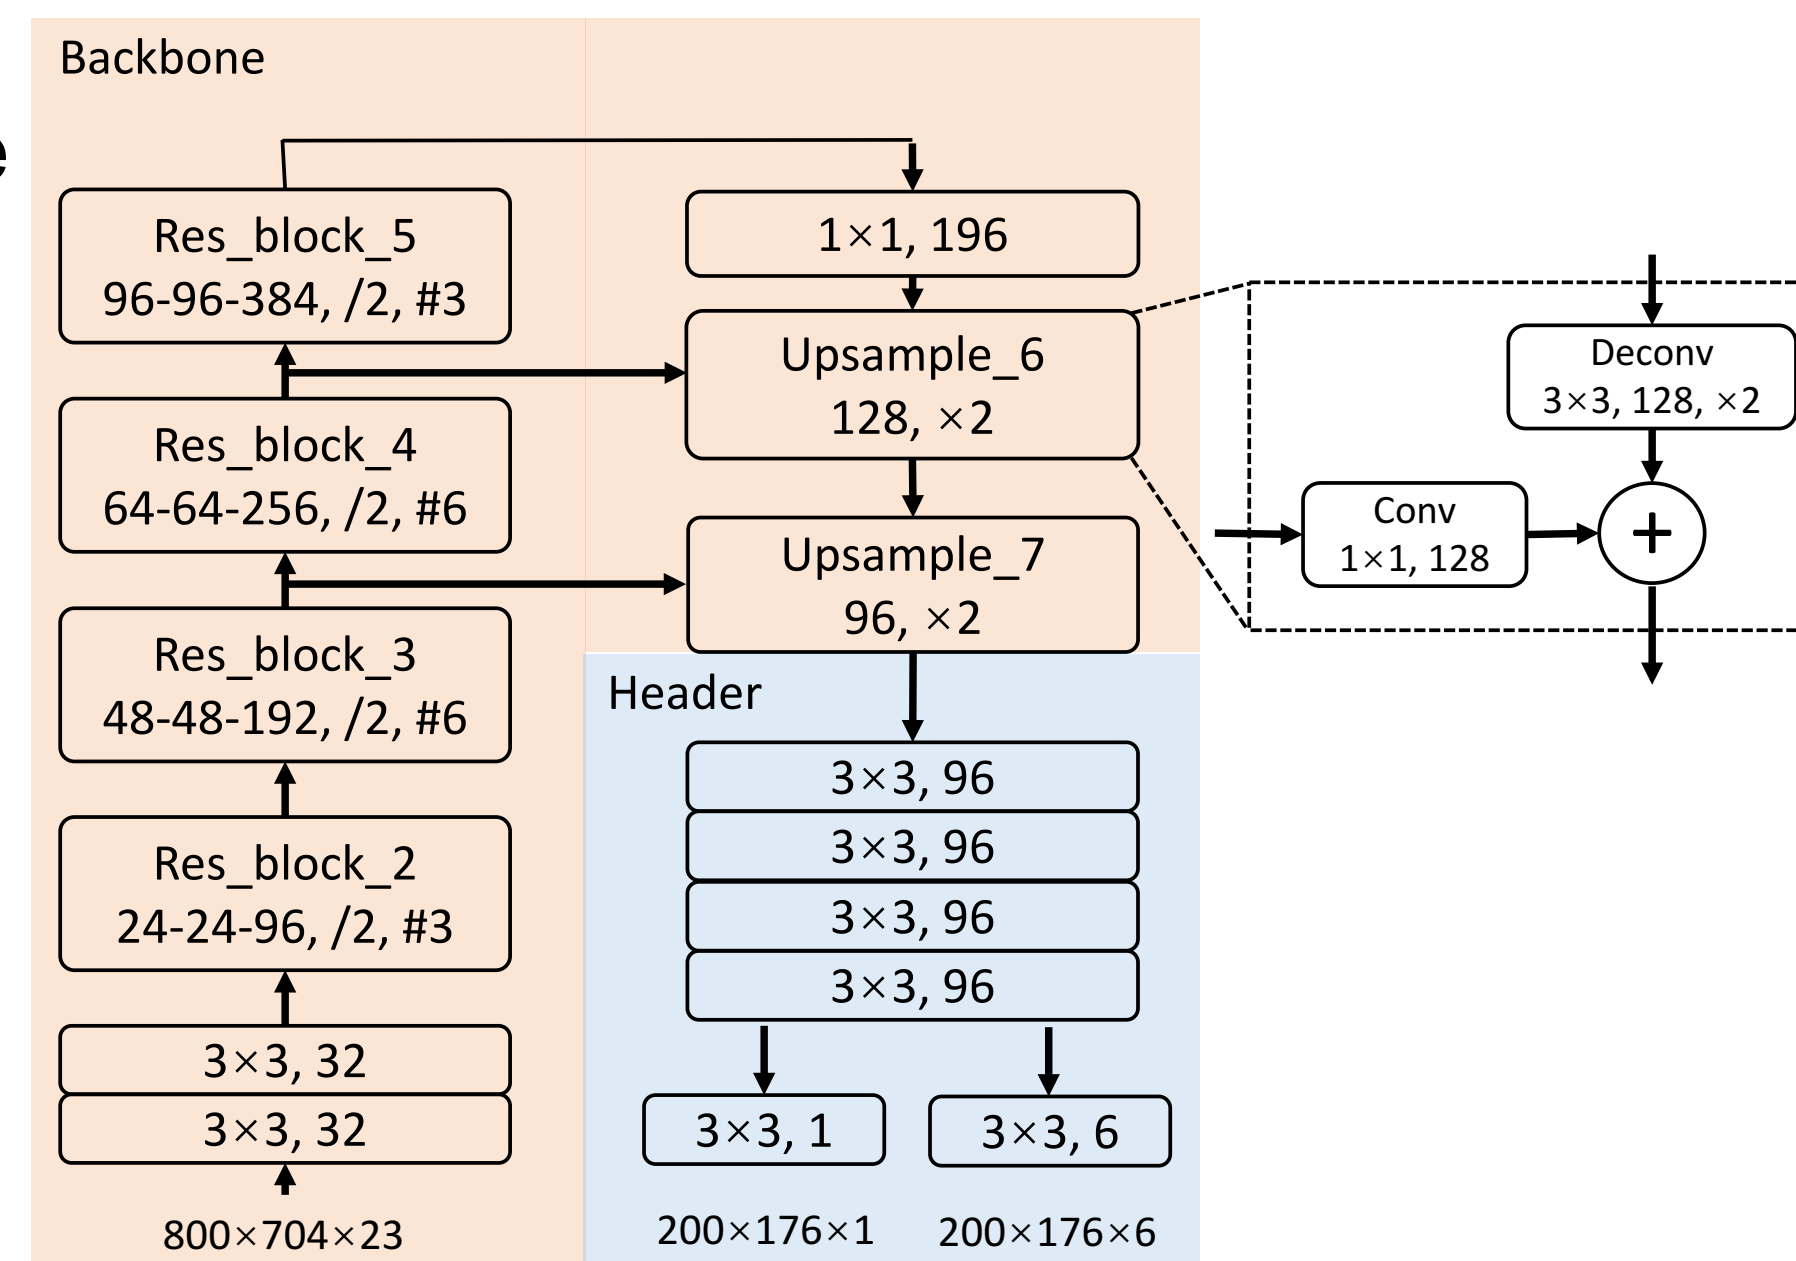 Backbone
Res_block_5
96-96-384, /2, #3
Res_block_4
64-64-256, /2, #6
Res_block_3
48-48-192, /2, #6
Res_block_2
24-24-96, /2, #3
3×3, 32
3×3, 32
800×704×23
1×1, 196
Upsample_6
128, ×2
Upsample_7
96, ×2
Header
3×3, 96
3×3, 96
3×3, 96
3×3, 96
3×3, 1
3×3, 6
200×176×1
200×176×6
Deconv
3×3, 128, ×2
Conv
1×1, 128
+
e